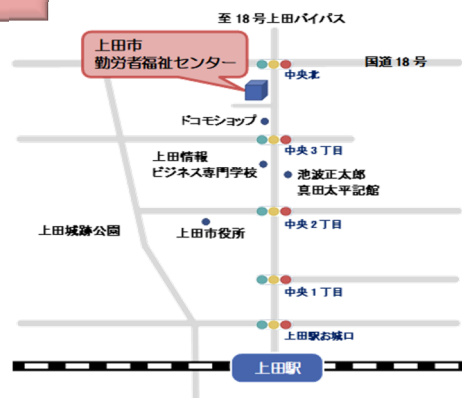 至18号上田バイパス
上田市
勤労者福祉センター
国道18号
中央北
ドコモショップ
中央3丁目
上田情報
ビジネス専門学校
池波正太郎
真田太平記館
中央2丁目
上田城跡公園
上田市役所
中央1丁目
上田駅お城口
上田駅